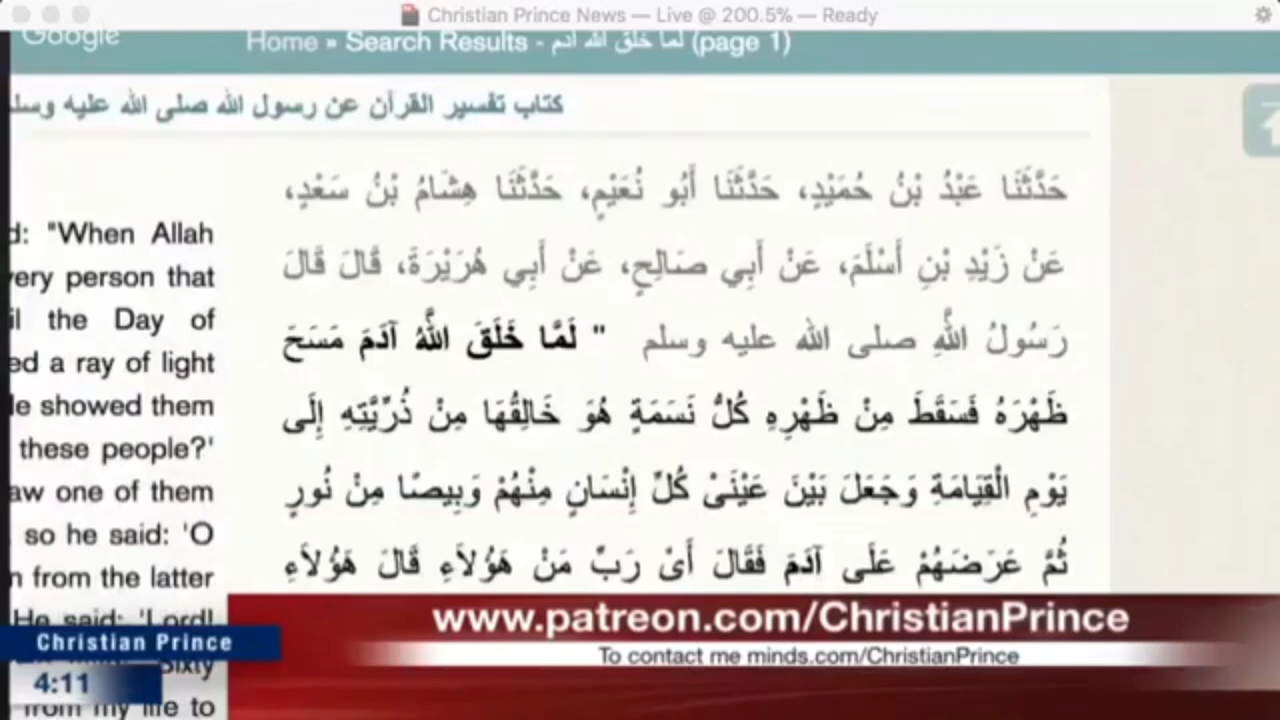 Christian Prince News — Live @ 200.5% — Ready
Google
Home » Search Results - لما خلق الله ادم (page 1)
كتاب تفسير القرآن عن رسول الله صلى الله عليه وسلم
حَدَّثَنَا عَبْدُ بْنُ حُمَيْدٍ، حَدَّثَنَا أَبُو نُعَيْمٍ، حَدَّثَنَا هِشَامُ بْنُ سَعْدٍ،
عَنْ زَيْدِ بْنِ أَسْلَمَ، عَنْ أَبِي صَالِحٍ، عَنْ أَبِي هُرَيْرَةَ، قَالَ قَالَ
رَسُولُ اللَّهِ صلى الله عليه وسلم " لَمَّا خَلَقَ اللَّهُ آدَمَ مَسَحَ
ظَهْرَهُ فَسَقَطَ مِنْ ظَهْرِهِ كُلُّ نَسَمَةٍ هُوَ خَالِقُهَا مِنْ ذُرِّيَّتِهِ إِلَى
يَوْمِ الْقِيَامَةِ وَجَعَلَ بَيْنَ عَيْنَىْ كُلِّ إِنْسَانٍ مِنْهُمْ وَبِيصًا مِنْ نُورٍ
ثُمَّ عَرَضَهُمْ عَلَى آدَمَ فَقَالَ أَىْ رَبِّ مَنْ هَؤُلاَءِ قَالَ هَؤُلاَءِ
d: "When Allah
ery person that
il the Day of
ed a ray of light
le showed them
these people?'
aw one of them
so he said: 'O
n from the latter
He said: 'Lord!
Sixty
from my life to
www.patreon.com/ChristianPrince
To contact me minds.com/ChristianPrince
Christian Prince
4:11